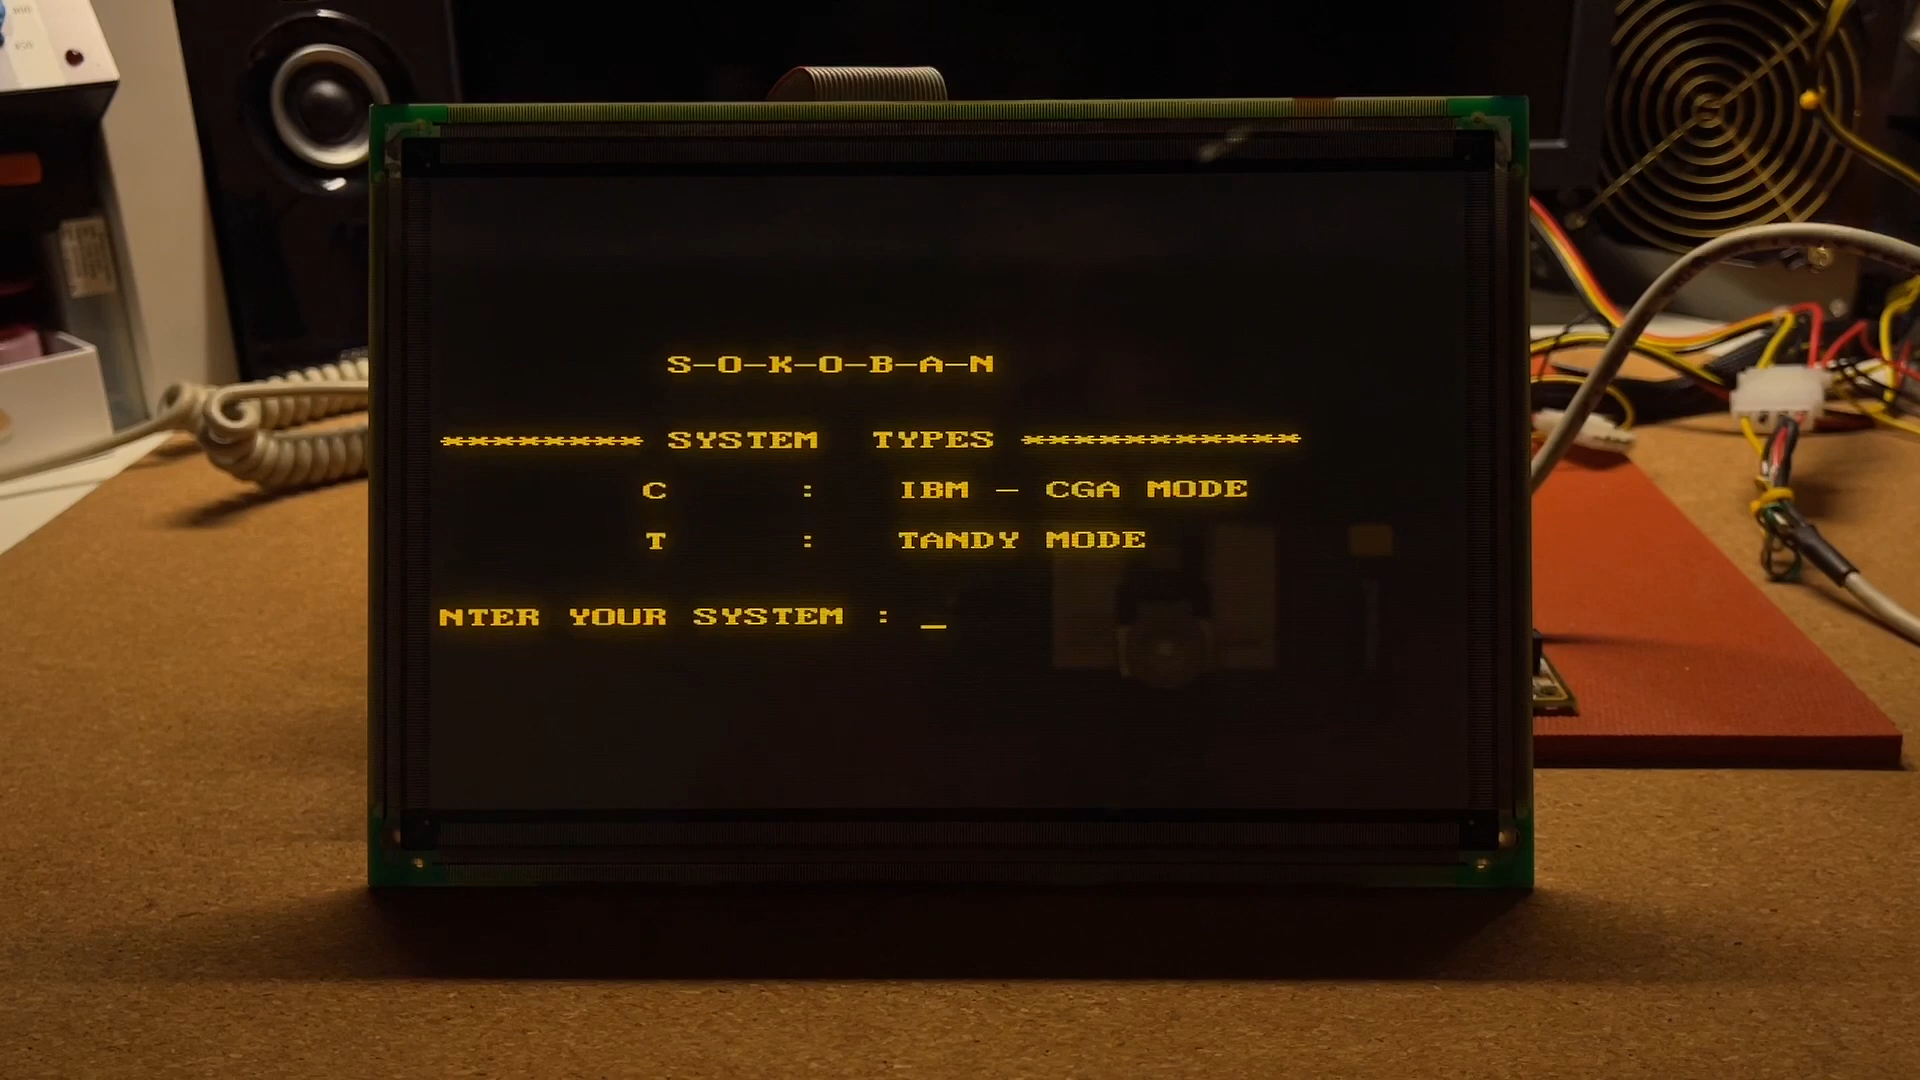 S-O-K-O-B-A-N
******** SYSTEM TYPES ***********
C : IBM - CGA MODE
T : TANDY MODE
NTER YOUR SYSTEM : _